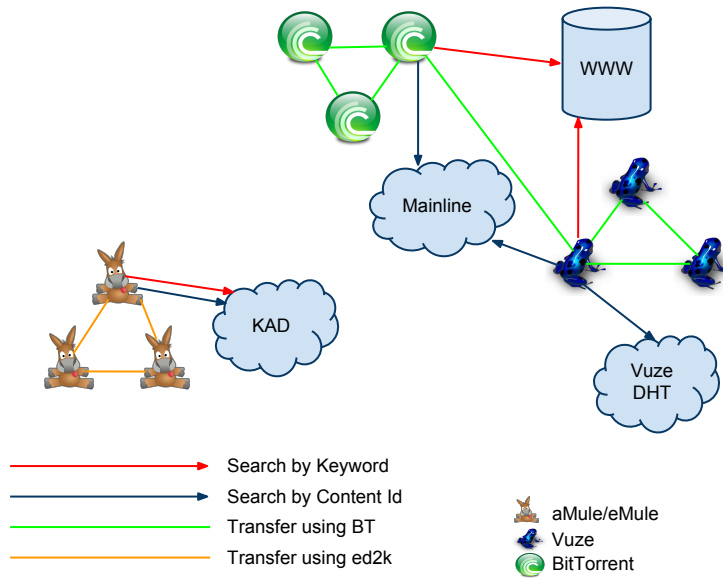 WWW
Mainline
KAD
Vuze
DHT
Search by Keyword
Search by Content Id
Transfer using BT
Transfer using ed2k
aMule/eMule
Vuze
BitTorrent